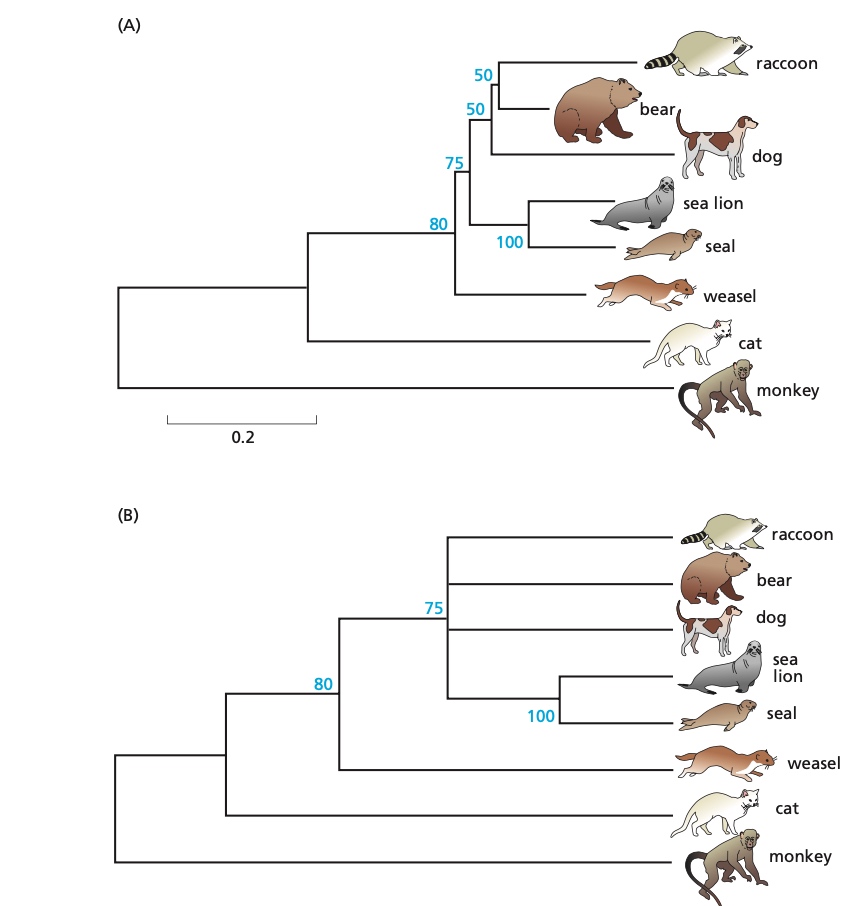 (A)
50
raccoon
50
bear
dog
75
sea lion
80
100
seal
weasel
cat
monkey
0.2
(B)
raccoon
bear
75
dog
sea
lion
80
100
seal
weasel
cat
monkey